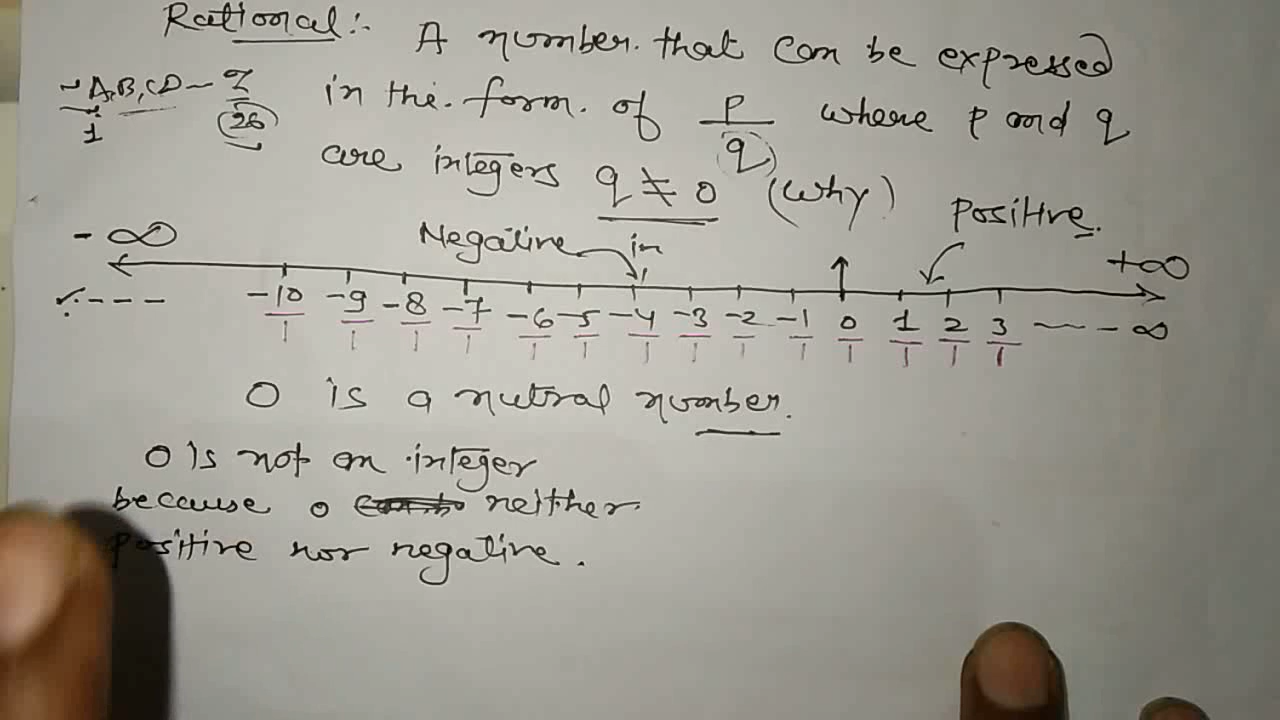 Rational :-
A number that can be expressed
~A,B,CD - Z
in the form of P/q where p and q
1
26
are integers q ≠ 0 (Why)
Negative in
Positive.
- ∞
+∞
-10/1 -9/1 -8/1 -7/1 -6/1 -5/1 -4/1 -3/1 -2/1 -1/1 0/1 1/1 2/1 3/1 - ∞
0 is a nutral number.
0 is not an integer
because 0 neither
positive nor negative.